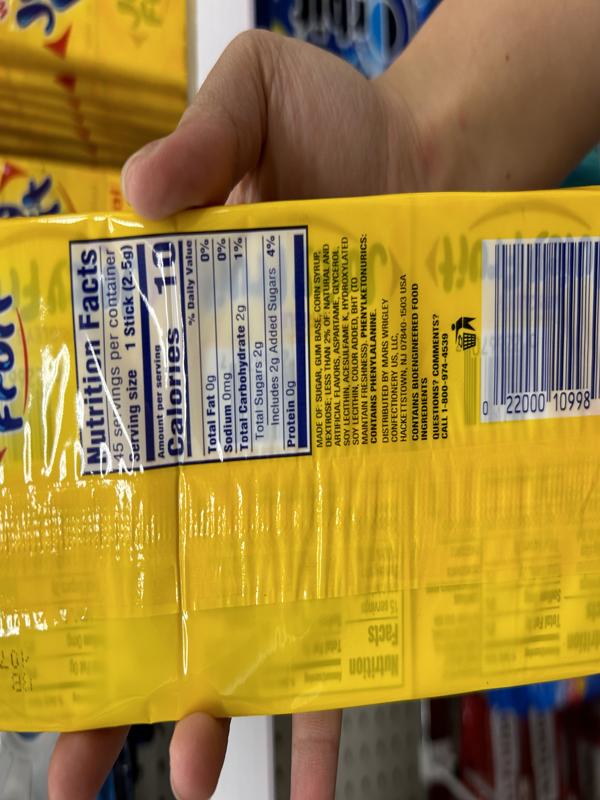 Nutrition Facts
45 servings per container
Serving size 1 Stick (2.5g)
Amount per serving
Calories 10
% Daily Value
Total Fat 0g 0%
Sodium 0mg 0%
Total Carbohydrate 2g 1%
Total Sugars 2g
Includes 2g Added Sugars 4%
Protein 0g
MADE OF: SUGAR, GUM BASE, CORN SYRUP,
DEXTROSE; LESS THAN 2% OF: NATURAL AND
ARTIFICIAL FLAVORS, ASPARTAME, GLYCEROL,
SOY LECITHIN, ACESULFAME K, HYDROXYLATED
SOY LECITHIN, COLOR ADDED, BHT (TO
MAINTAIN FRESHNESS). PHENYLKETONURICS:
CONTAINS PHENYLALANINE.
DISTRIBUTED BY MARS WRIGLEY
CONFECTIONERY US, LLC,
HACKETTSTOWN, NJ 07840-1503 USA
CONTAINS BIOENGINEERED FOOD
INGREDIENTS
QUESTIONS? COMMENTS?
CALL 1-800-974-4539
0 22000 10998
Nutrition
Facts
15 servings